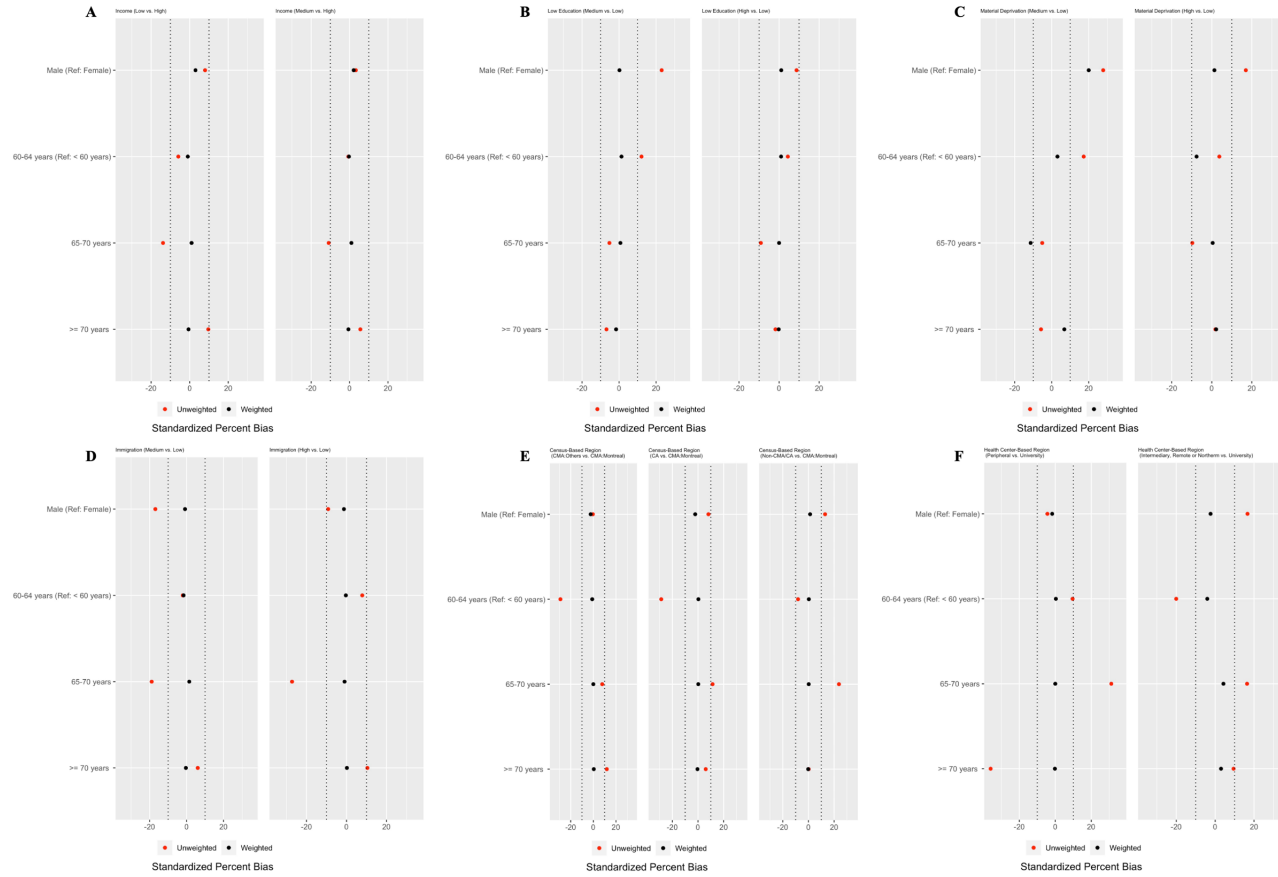 A
Income (Low vs. High)
Income (Medium vs. High)
Male (Ref: Female)
60-64 years (Ref: < 60 years)
65-70 years
>= 70 years
-20 0 20 -20 0 20
Unweighted Weighted
Standardized Percent Bias
B
Low Education (Medium vs. Low)
Low Education (High vs. Low)
Male (Ref: Female)
60-64 years (Ref: < 60 years)
65-70 years
>= 70 years
-20 0 20 -20 0 20
Unweighted Weighted
Standardized Percent Bias
C
Material Deprivation (Medium vs. Low)
Material Deprivation (High vs. Low)
Male (Ref: Female)
60-64 years (Ref: < 60 years)
65-70 years
>= 70 years
-20 0 20 -20 0 20
Unweighted Weighted
Standardized Percent Bias
D
Immigration (Medium vs. Low)
Immigration (High vs. Low)
Male (Ref: Female)
60-64 years (Ref: < 60 years)
65-70 years
>= 70 years
-20 0 20 -20 0 20
Unweighted Weighted
Standardized Percent Bias
E
Census-Based Region
(CMA:Others vs. CMA:Montreal)
Census-Based Region
(CA vs. CMA:Montreal)
Census-Based Region
(Non-CMA/CA vs. CMA:Montreal)
Male (Ref: Female)
60-64 years (Ref: < 60 years)
65-70 years
>= 70 years
-20 0 20 -20 0 20 -20 0 20
Unweighted Weighted
Standardized Percent Bias
F
Health Center-Based Region
(Peripheral vs. University)
Health Center-Based Region
(Intermediary, Remote or Northern vs. University)
Male (Ref: Female)
60-64 years (Ref: < 60 years)
65-70 years
>= 70 years
-20 0 20 -20 0 20
Unweighted Weighted
Standardized Percent Bias